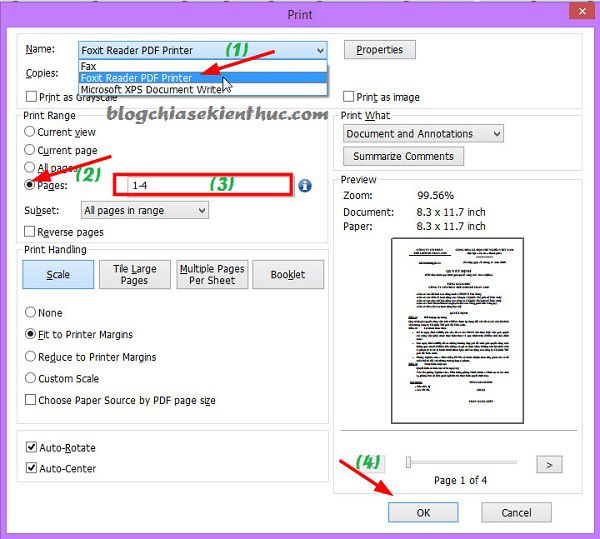 Print
Name: Foxit Reader PDF Printer (1) Properties
Fax
Copies: Foxit Reader PDF Printer
Microsoft XPS Document Writer
Print as Grayscale Print as image
blogchiasekienthuc.com
Print Range Print What
Current view Document and Annotations
Current page Summarize Comments
All pages
(2)
Pages: 1-4 (3)
Subset: All pages in range
Reverse pages
Preview
Zoom: 99.56%
Document: 8.3 x 11.7 inch
Paper: 8.3 x 11.7 inch
Print Handling
Scale Tile Large Pages Multiple Pages Per Sheet Booklet
None
Fit to Printer Margins
Reduce to Printer Margins
Custom Scale
Choose Paper Source by PDF page size
QUYẾT ĐỊNH
Auto-Rotate
Auto-Center
(4) >
Page 1 of 4
OK Cancel